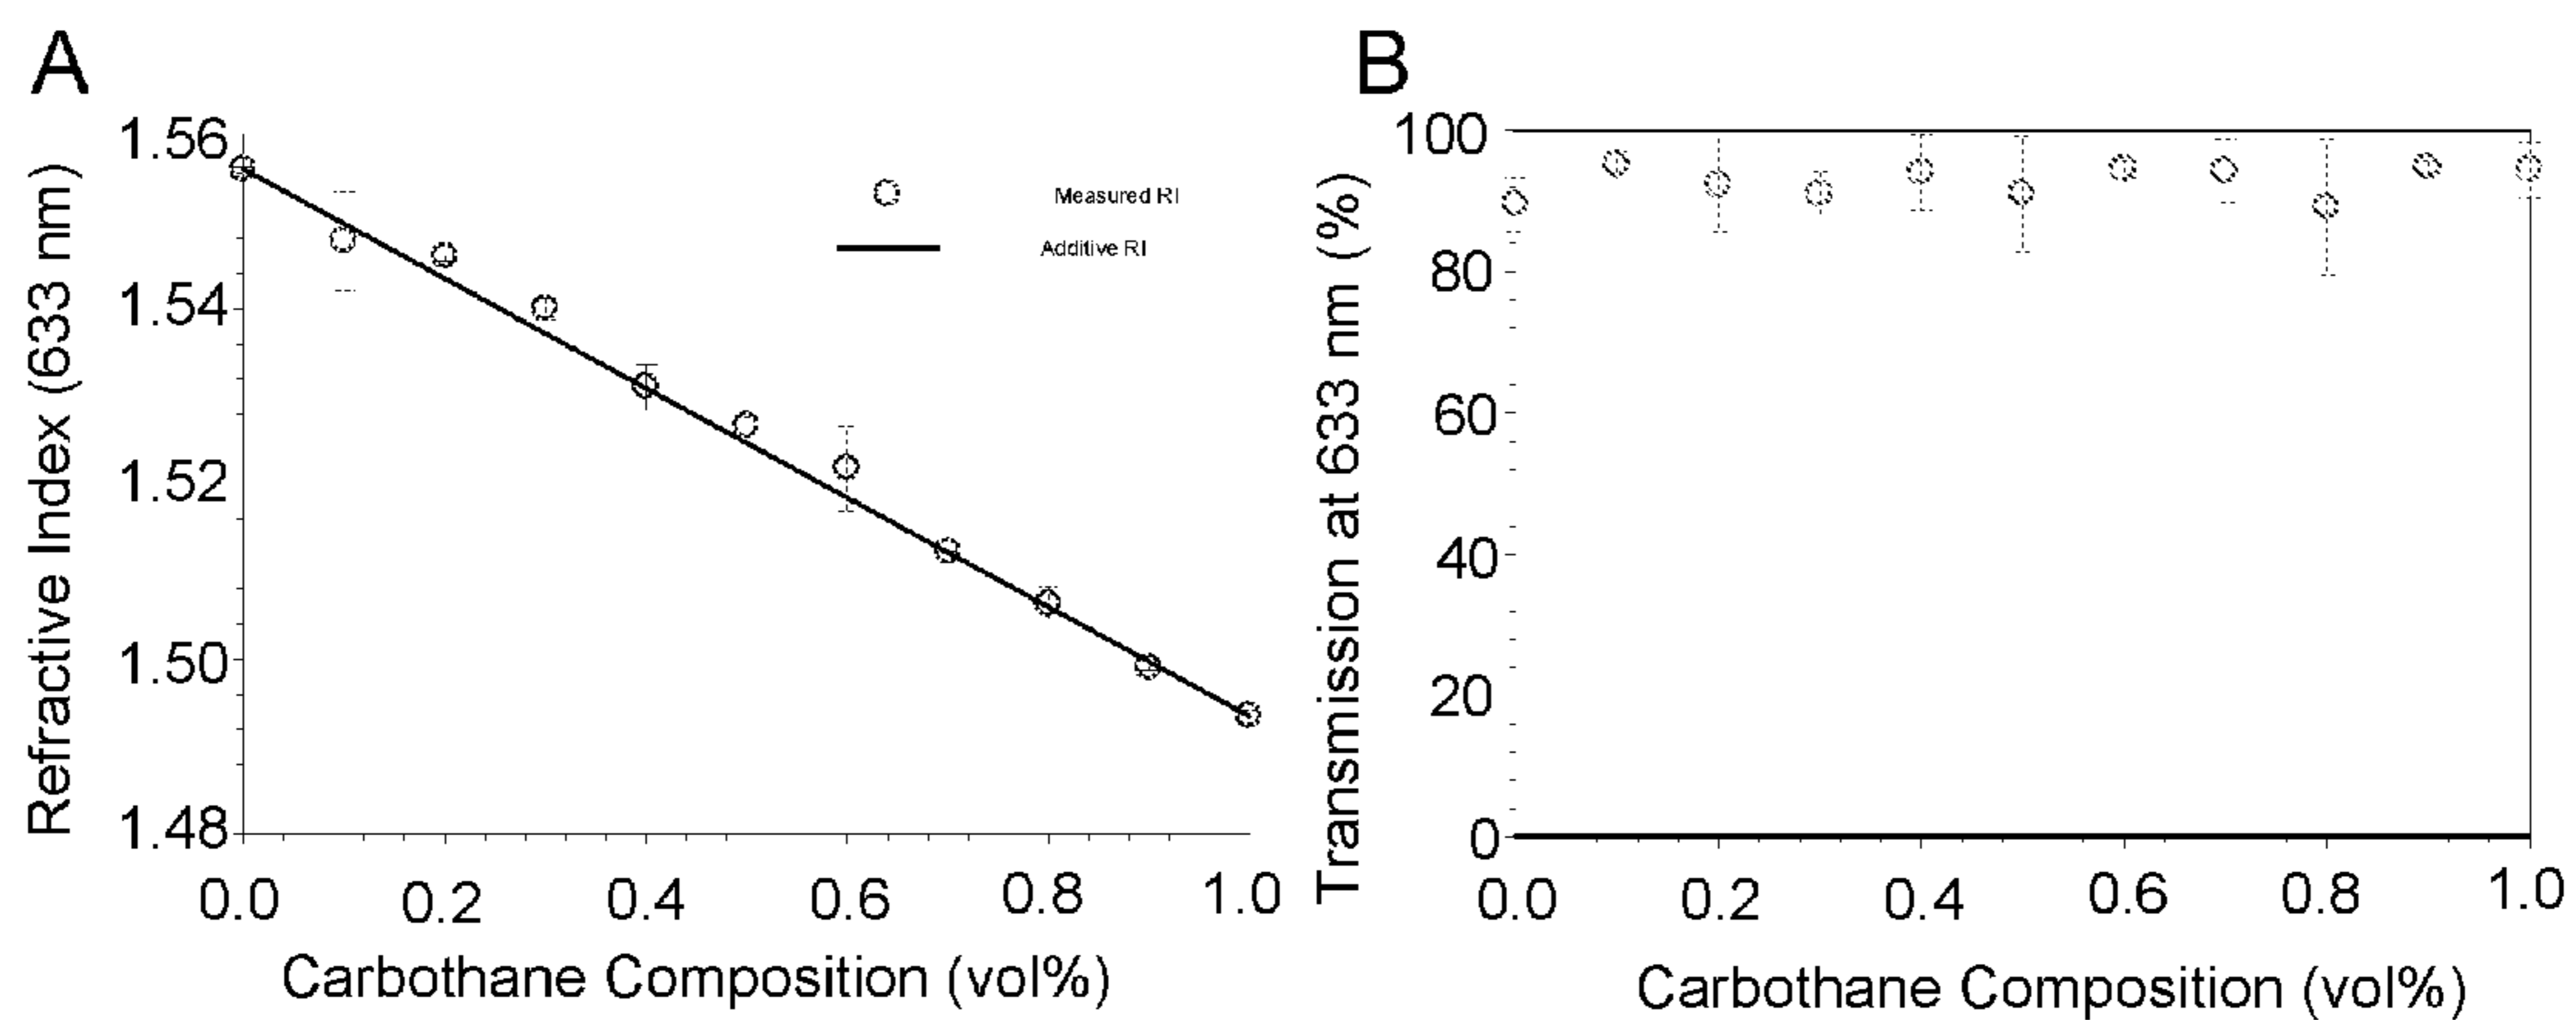 A
1.56
1.54
1.52
1.50
1.48
Refractive Index (633 nm)
Measured RI
Additive RI
0.0 0.2 0.4 0.6 0.8 1.0
Carbothane Composition (vol%)
B
100
80
60
40
20
0
Transmission at 633 nm (%)
0.0 0.2 0.4 0.6 0.8 1.0
Carbothane Composition (vol%)